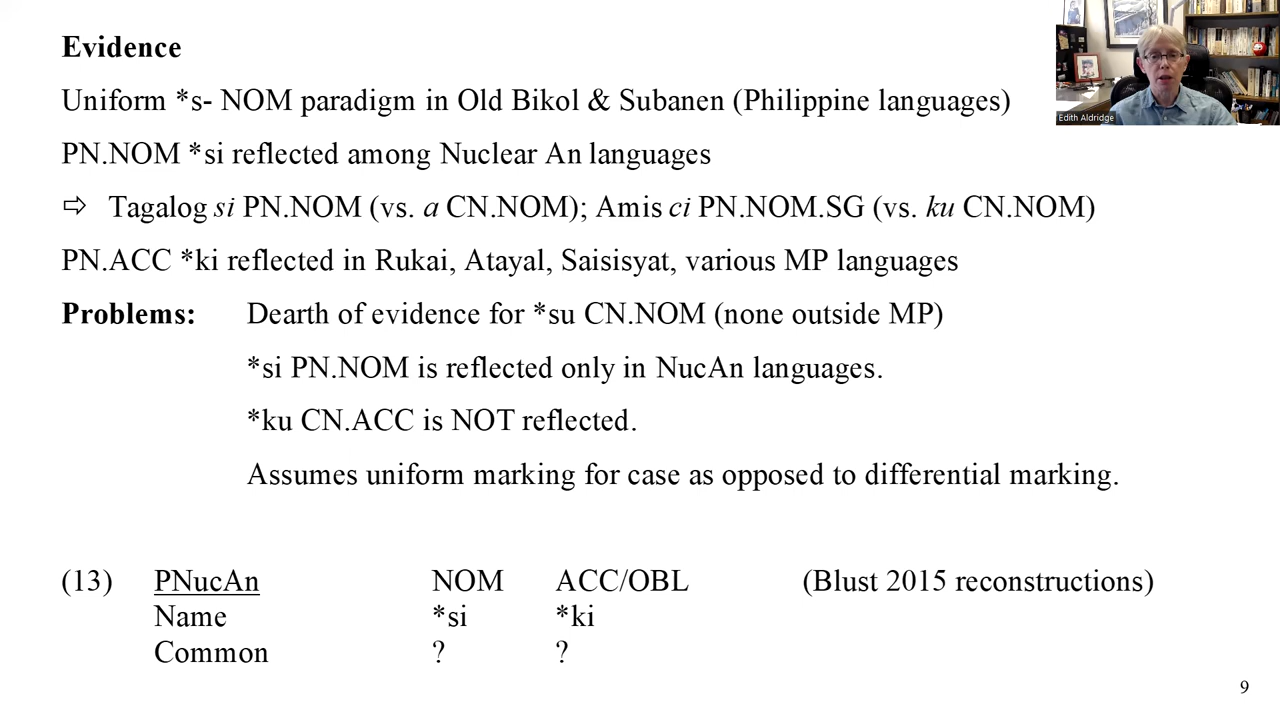 Evidence
Uniform *s- NOM paradigm in Old Bikol & Subanen (Philippine languages)
PN.NOM *si reflected among Nuclear An languages
⇨ Tagalog si PN.NOM (vs. a CN.NOM); Amis ci PN.NOM.SG (vs. ku CN.NOM)
PN.ACC *ki reflected in Rukai, Atayal, Saisisyat, various MP languages
Problems: Dearth of evidence for *su CN.NOM (none outside MP)
*si PN.NOM is reflected only in NucAn languages.
*ku CN.ACC is NOT reflected.
Assumes uniform marking for case as opposed to differential marking.
(13) PNucAn NOM ACC/OBL (Blust 2015 reconstructions)
Name *si *ki
Common ? ?
9
Edith Aldridge